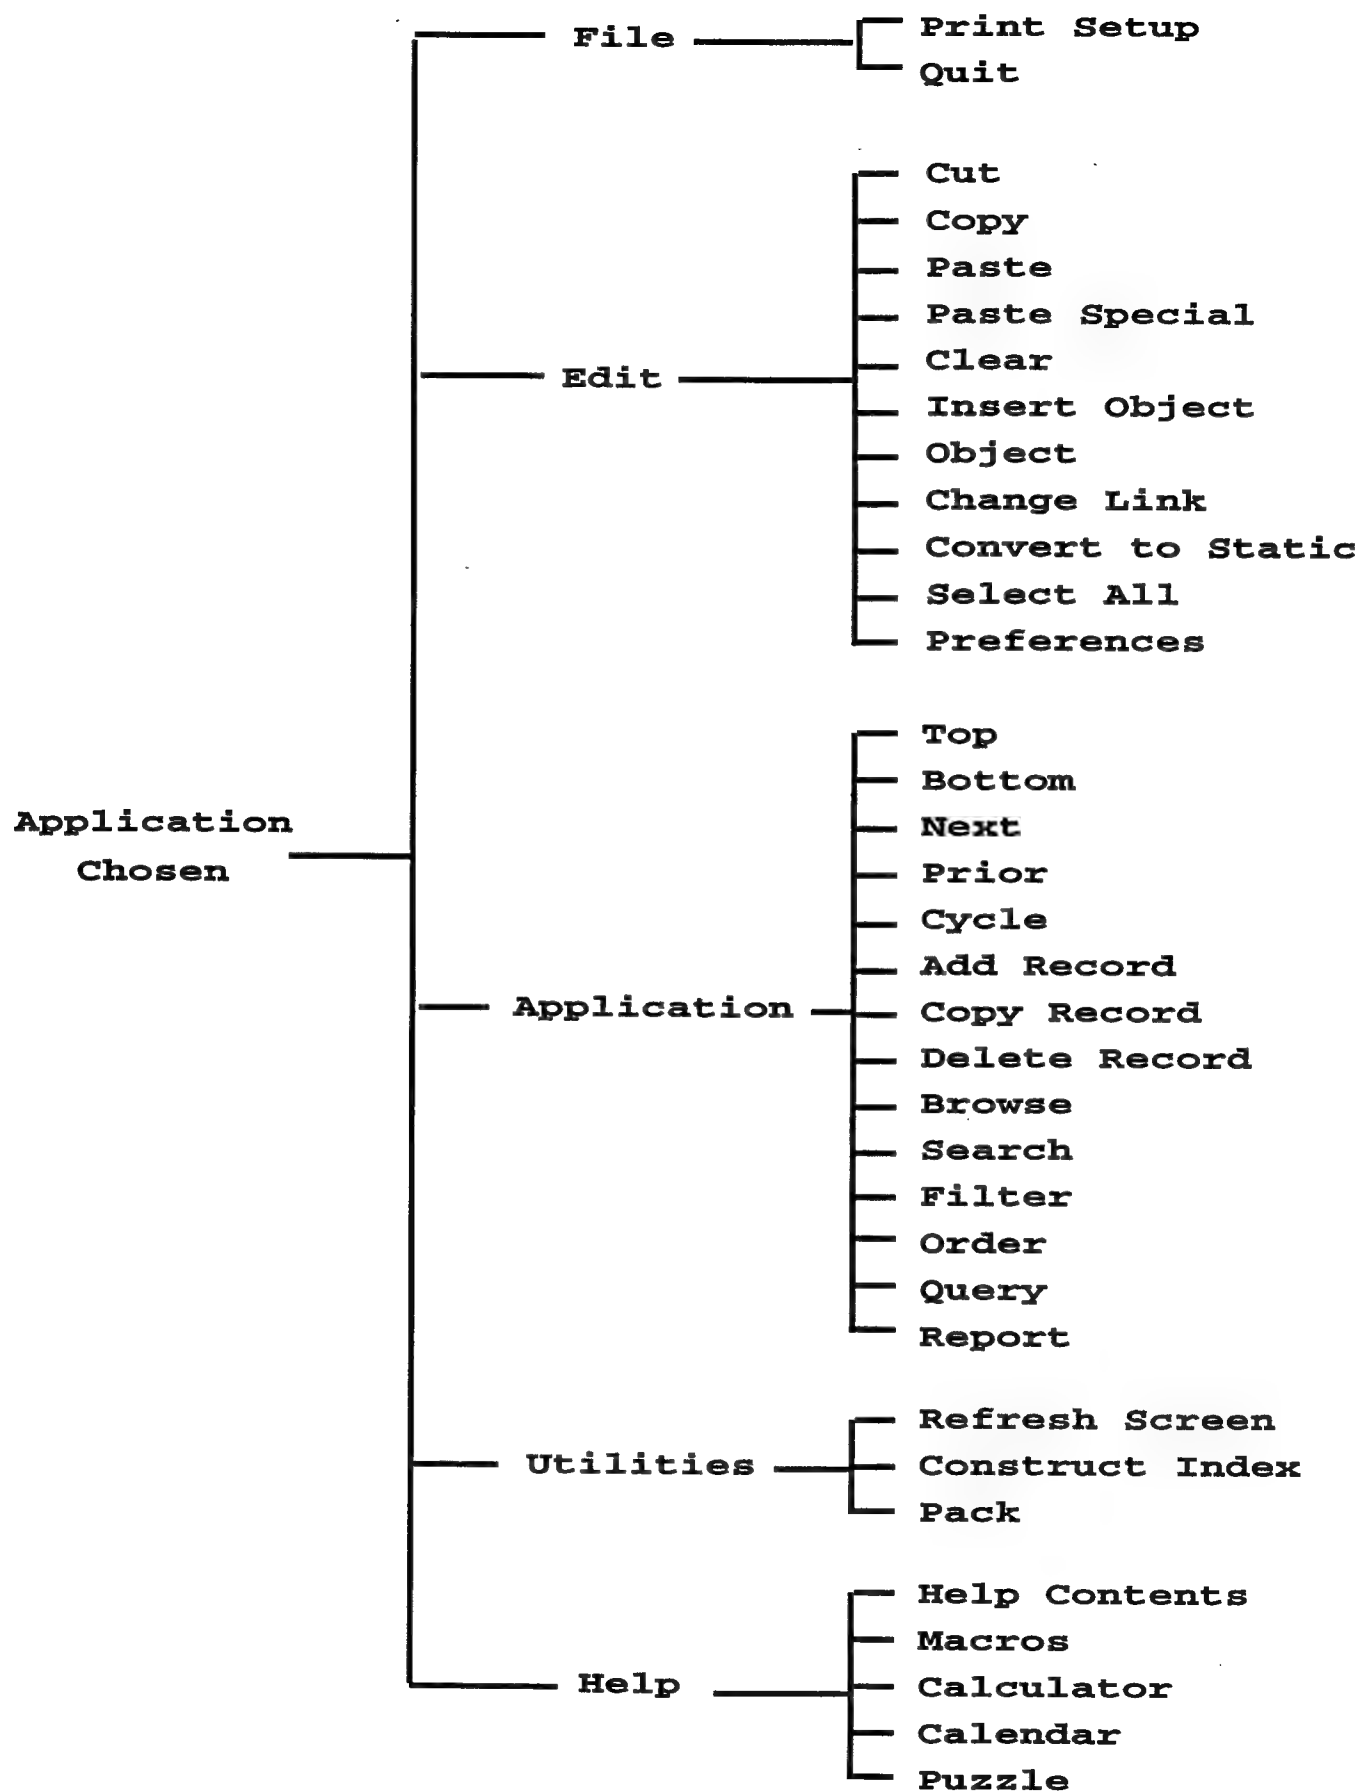 File
Print Setup
Quit
Edit
Cut
Copy
Paste
Paste Special
Clear
Insert Object
Object
Change Link
Convert to Static
Select All
Preferences
Application
Chosen
Application
Top
Bottom
Next
Prior
Cycle
Add Record
Copy Record
Delete Record
Browse
Search
Filter
Order
Query
Report
Utilities
Refresh Screen
Construct Index
Pack
Help
Help Contents
Macros
Calculator
Calendar
Puzzle